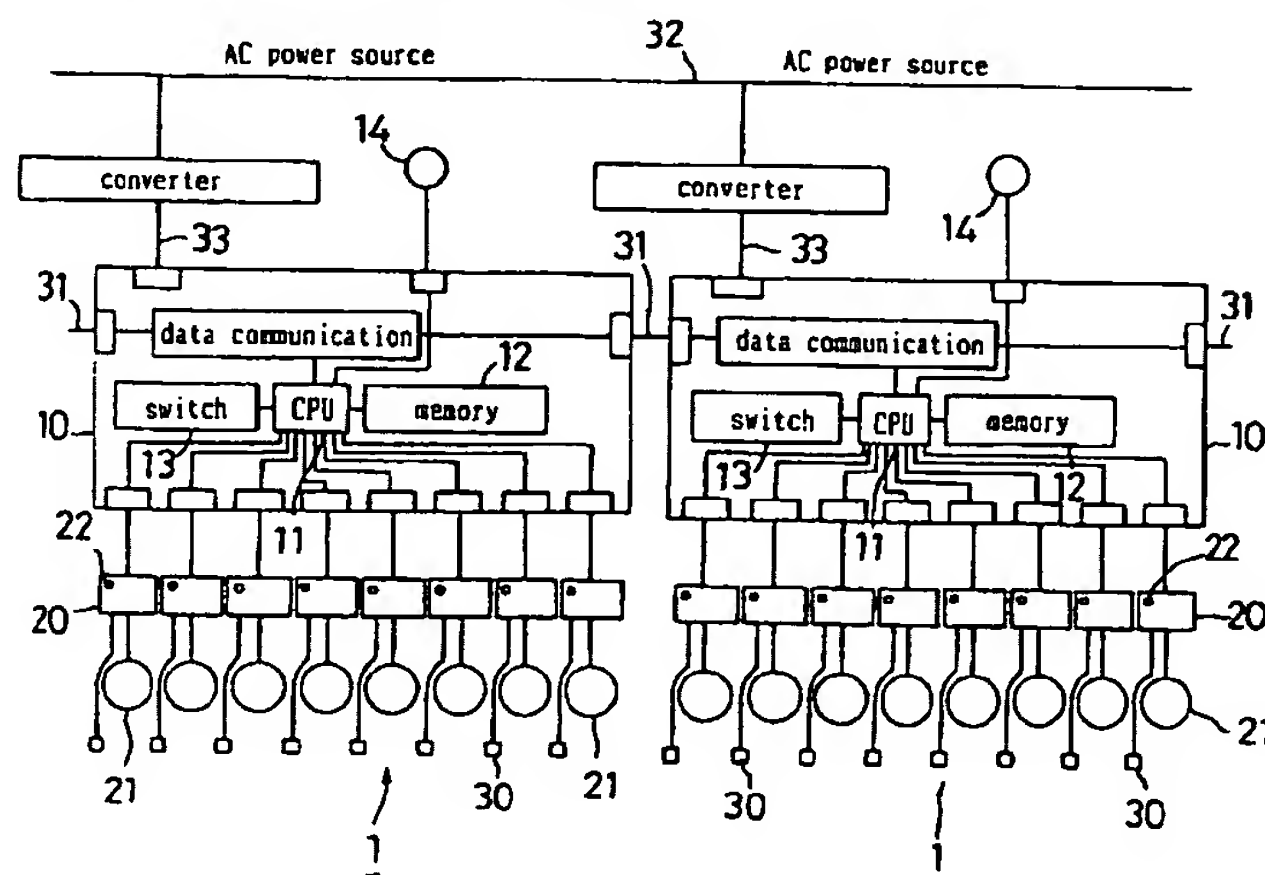 32
AC power source
AC power source
14
converter
converter
14
33
33
31
31
31
data communication
data communication
12
switch
CPU
memory
switch
CPU
memory
10
10
13
13
12
11
11
22
22
20
20
21
30
21
30
30
21
1
1